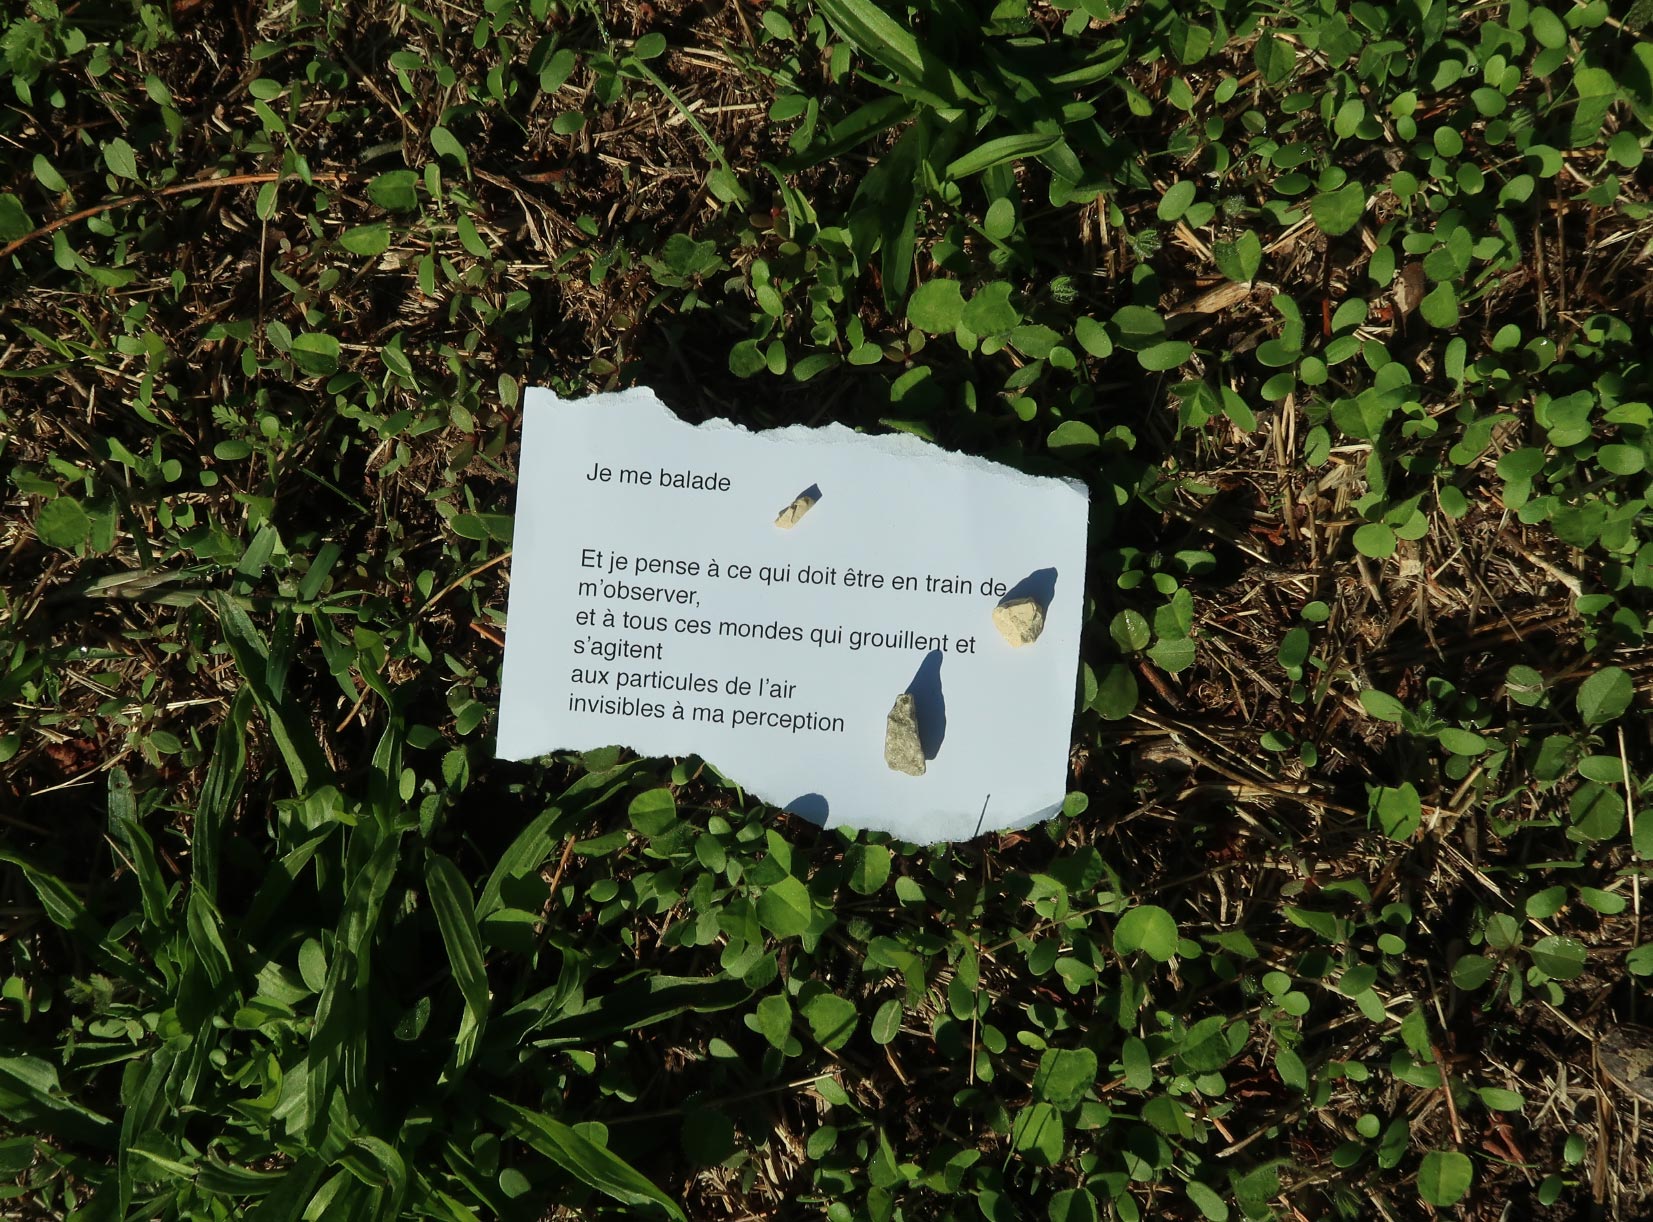 Je me balade
Et je pense à ce qui doit être en train de
m’observer,
et à tous ces mondes qui grouillent et
s’agitent
aux particules de l’air
invisibles à ma perception